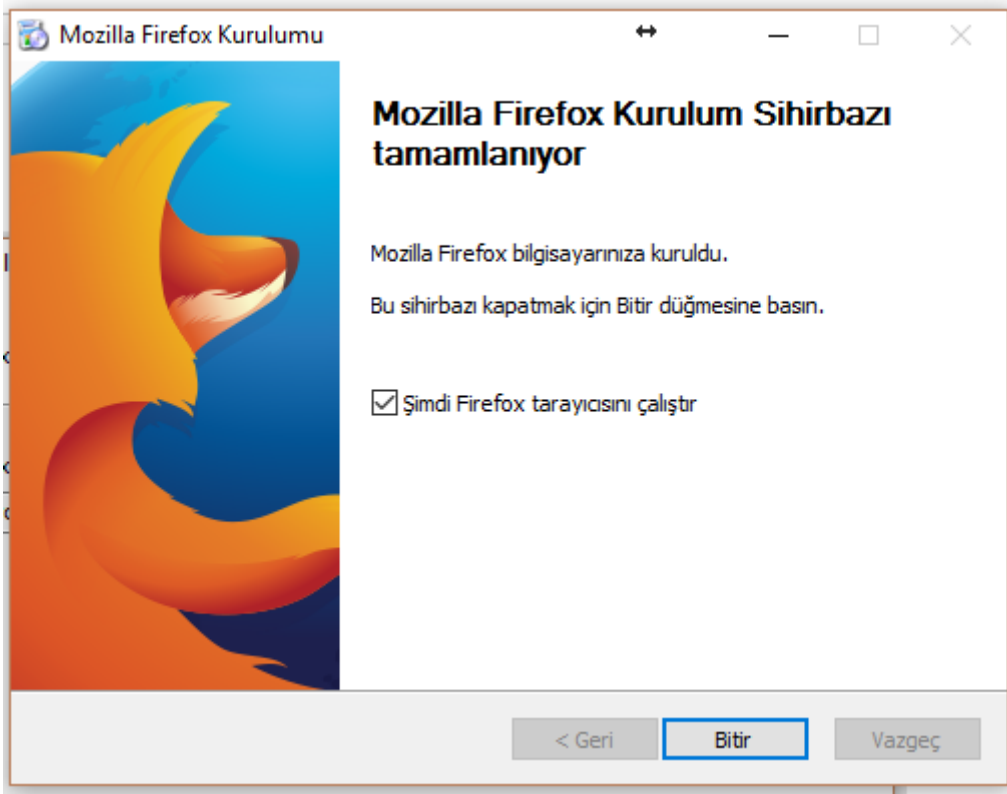 Mozilla Firefox Kurulumu
Mozilla Firefox Kurulum Sihirbazı
tamamlanıyor
Mozilla Firefox bilgisayarınıza kuruldu.
Bu sihirbazı kapatmak için Bitir düğmesine basın.
Şimdi Firefox tarayıcısını çalıştır
< Geri
Bitir
Vazgeç